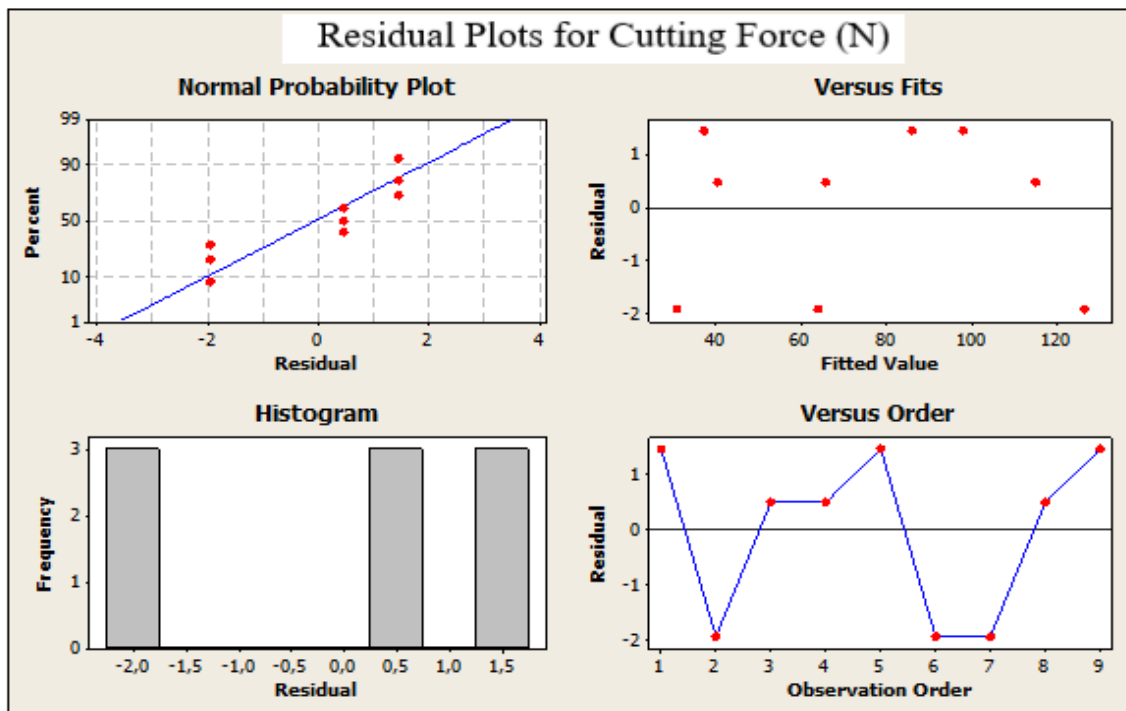 Residual Plots for Cutting Force (N)
Normal Probability Plot
99
90
50
10
1
Percent
-4 -2 0 2 4
Residual
Versus Fits
1
0
-1
-2
Residual
40 60 80 100 120
Fitted Value
Histogram
3
2
1
0
Frequency
-2,0 -1,5 -1,0 -0,5 0,0 0,5 1,0 1,5
Residual
Versus Order
1
0
-1
-2
Residual
1 2 3 4 5 6 7 8 9
Observation Order